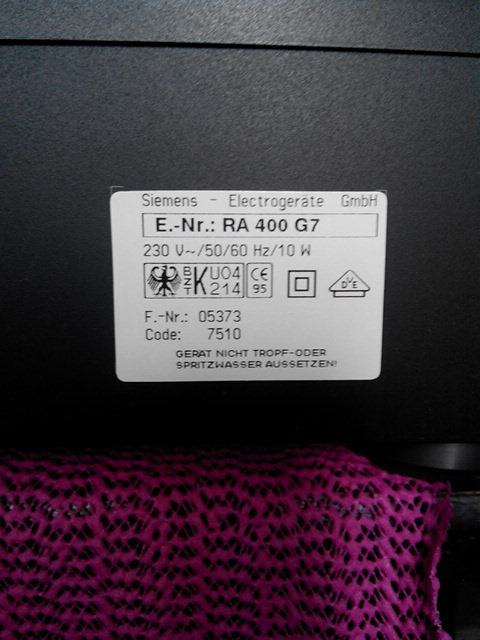 Siemens - Electrogeräte GmbH
E.-Nr.: RA 400 G7
230 V~/50/60 Hz/10 W
BZT K U04 214 CE 95 DVE
F.-Nr.: 05373
Code: 7510
GERÄT NICHT TROPF-ODER
SPRITZWASSER AUSSETZEN!